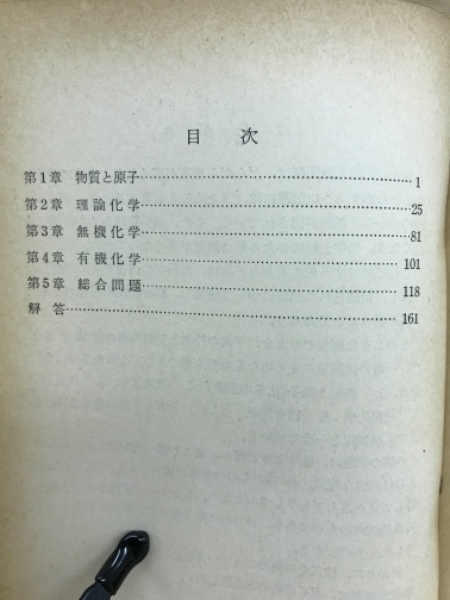 目 次
第1章 物質と原子……1
第2章 理論化学……25
第3章 無機化学……81
第4章 有機化学……101
第5章 総合問題……118
解 答……161